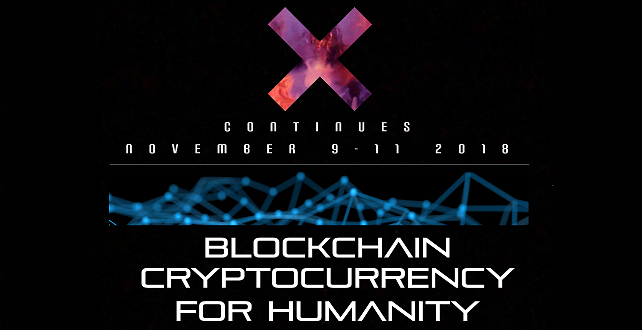 X
CONTINUES
NOVEMBER 9-11 2018
BLOCKCHAIN
CRYPTOCURRENCY
FOR HUMANITY